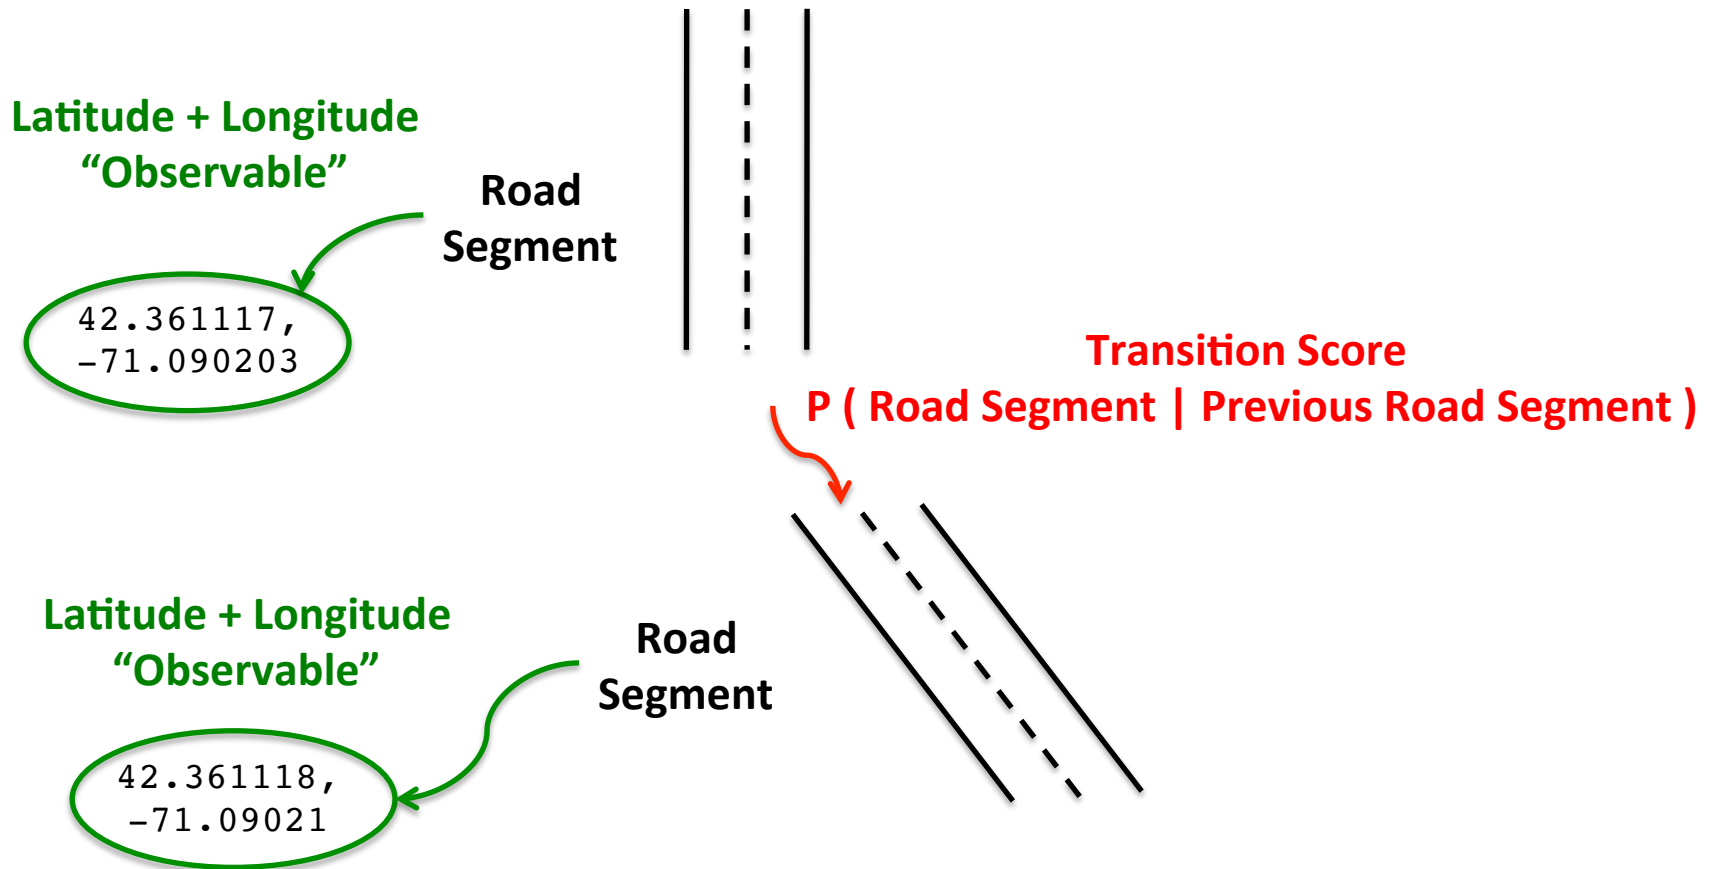 Latitude + Longitude
“Observable”
Road
Segment
42.361117,
-71.090203
Transition Score
P ( Road Segment | Previous Road Segment )
Latitude + Longitude
“Observable”
Road
Segment
42.361118,
-71.09021